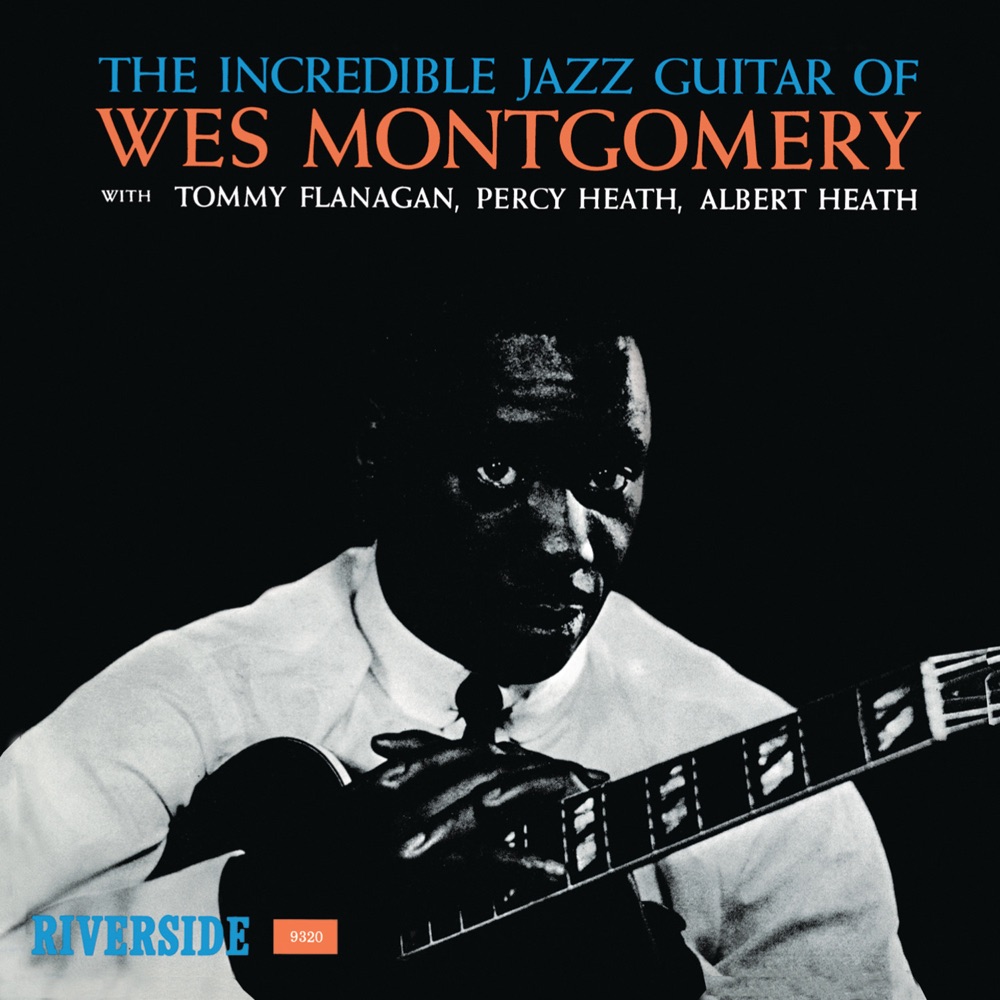 THE INCREDIBLE JAZZ GUITAR OF
WES MONTGOMERY
WITH TOMMY FLANAGAN, PERCY HEATH, ALBERT HEATH
RIVERSIDE 9320